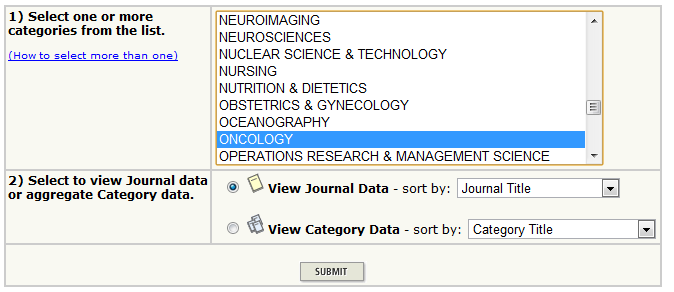 1) Select one or more
categories from the list.
(How to select more than one)
NEUROIMAGING
NEUROSCIENCES
NUCLEAR SCIENCE & TECHNOLOGY
NURSING
NUTRITION & DIETETICS
OBSTETRICS & GYNECOLOGY
OCEANOGRAPHY
ONCOLOGY
OPERATIONS RESEARCH & MANAGEMENT SCIENCE
2) Select to view Journal data
or aggregate Category data.
View Journal Data - sort by: Journal Title
View Category Data - sort by: Category Title
SUBMIT